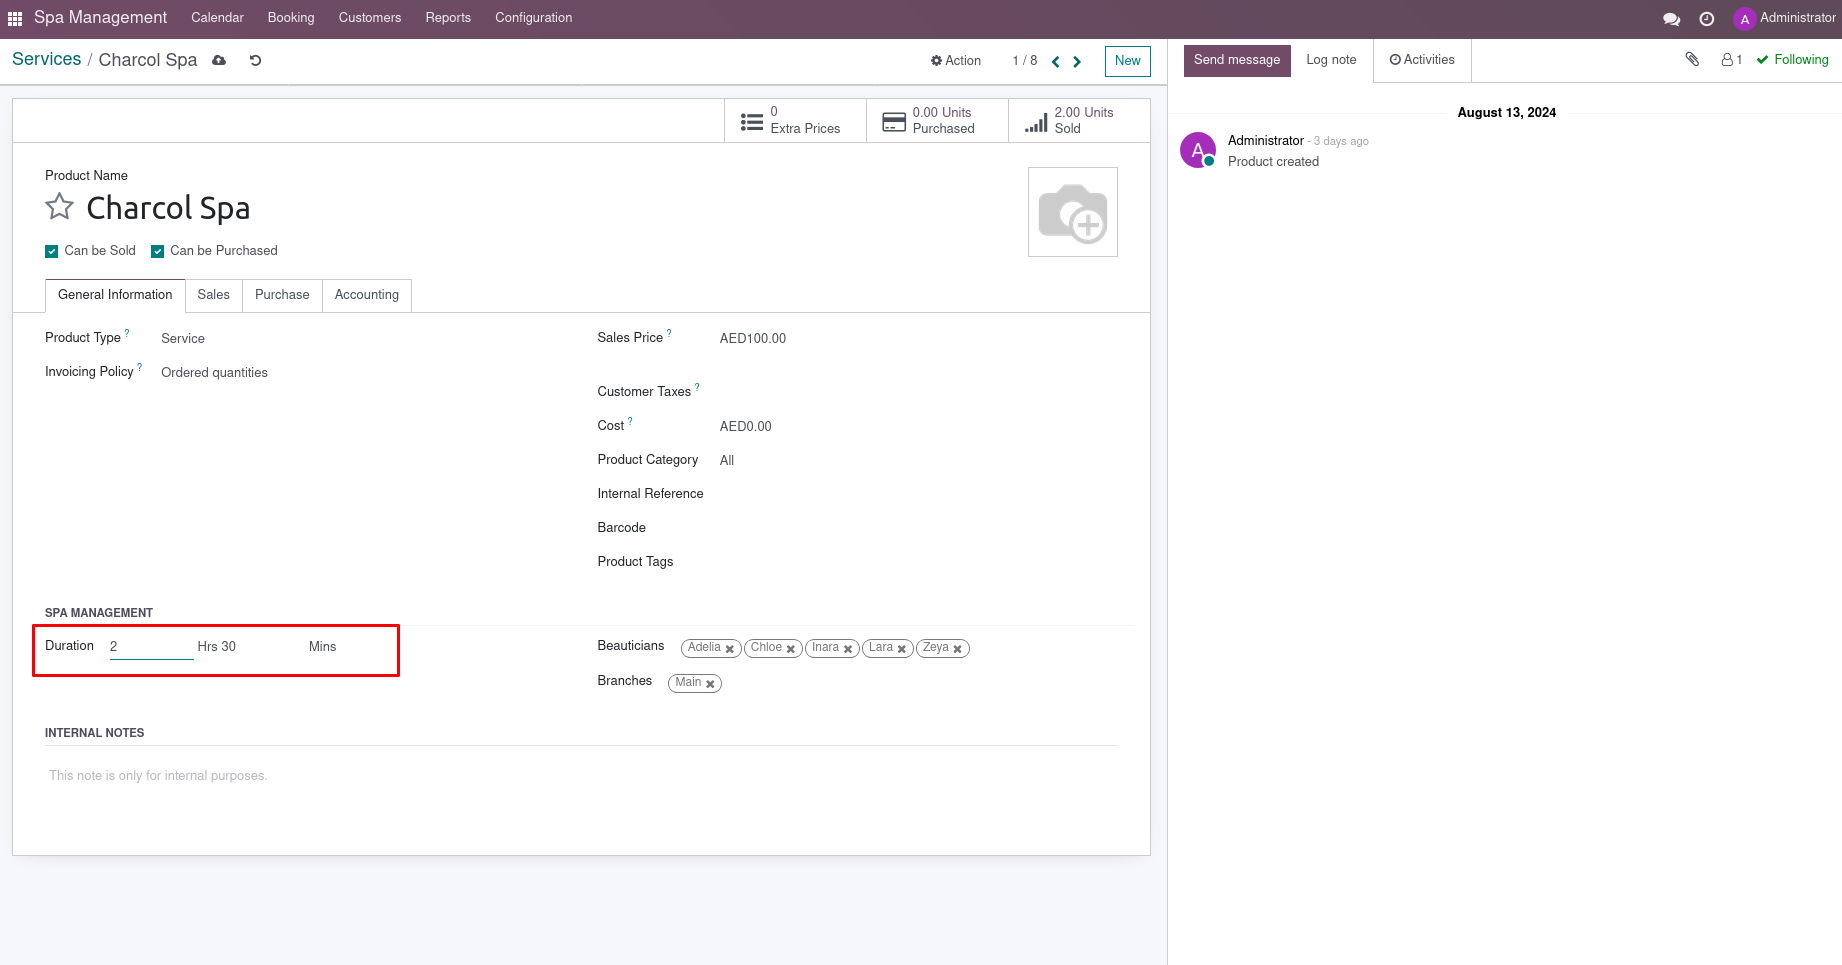 Spa Management Calendar Booking Customers Reports Configuration A Administrator
Services / Charcol Spa Action 1 / 8 New
Send message Log note Activities 1 Following
0
Extra Prices
0.00 Units
Purchased
2.00 Units
Sold
Product Name
Charcol Spa
Can be Sold Can be Purchased
General Information Sales Purchase Accounting
Product Type ? Service
Invoicing Policy ? Ordered quantities
Sales Price ? AED100.00
Customer Taxes ?
Cost ? AED0.00
Product Category All
Internal Reference
Barcode
Product Tags
SPA MANAGEMENT
Duration 2 Hrs 30 Mins
Beauticians Adelia Chloe Inara Lara Zeya
Branches Main
INTERNAL NOTES
This note is only for internal purposes.
August 13, 2024
A
Administrator - 3 days ago
Product created